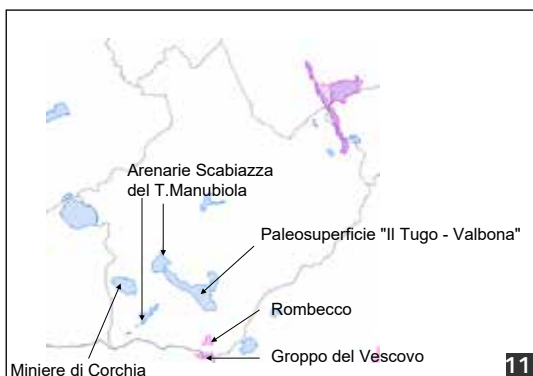 Arenarie Scabiazza
del T.Manubiola
Paleosuperficie "Il Tugo - Valbona"
Rombecco
Groppo del Vescovo
Miniere di Corchia
11